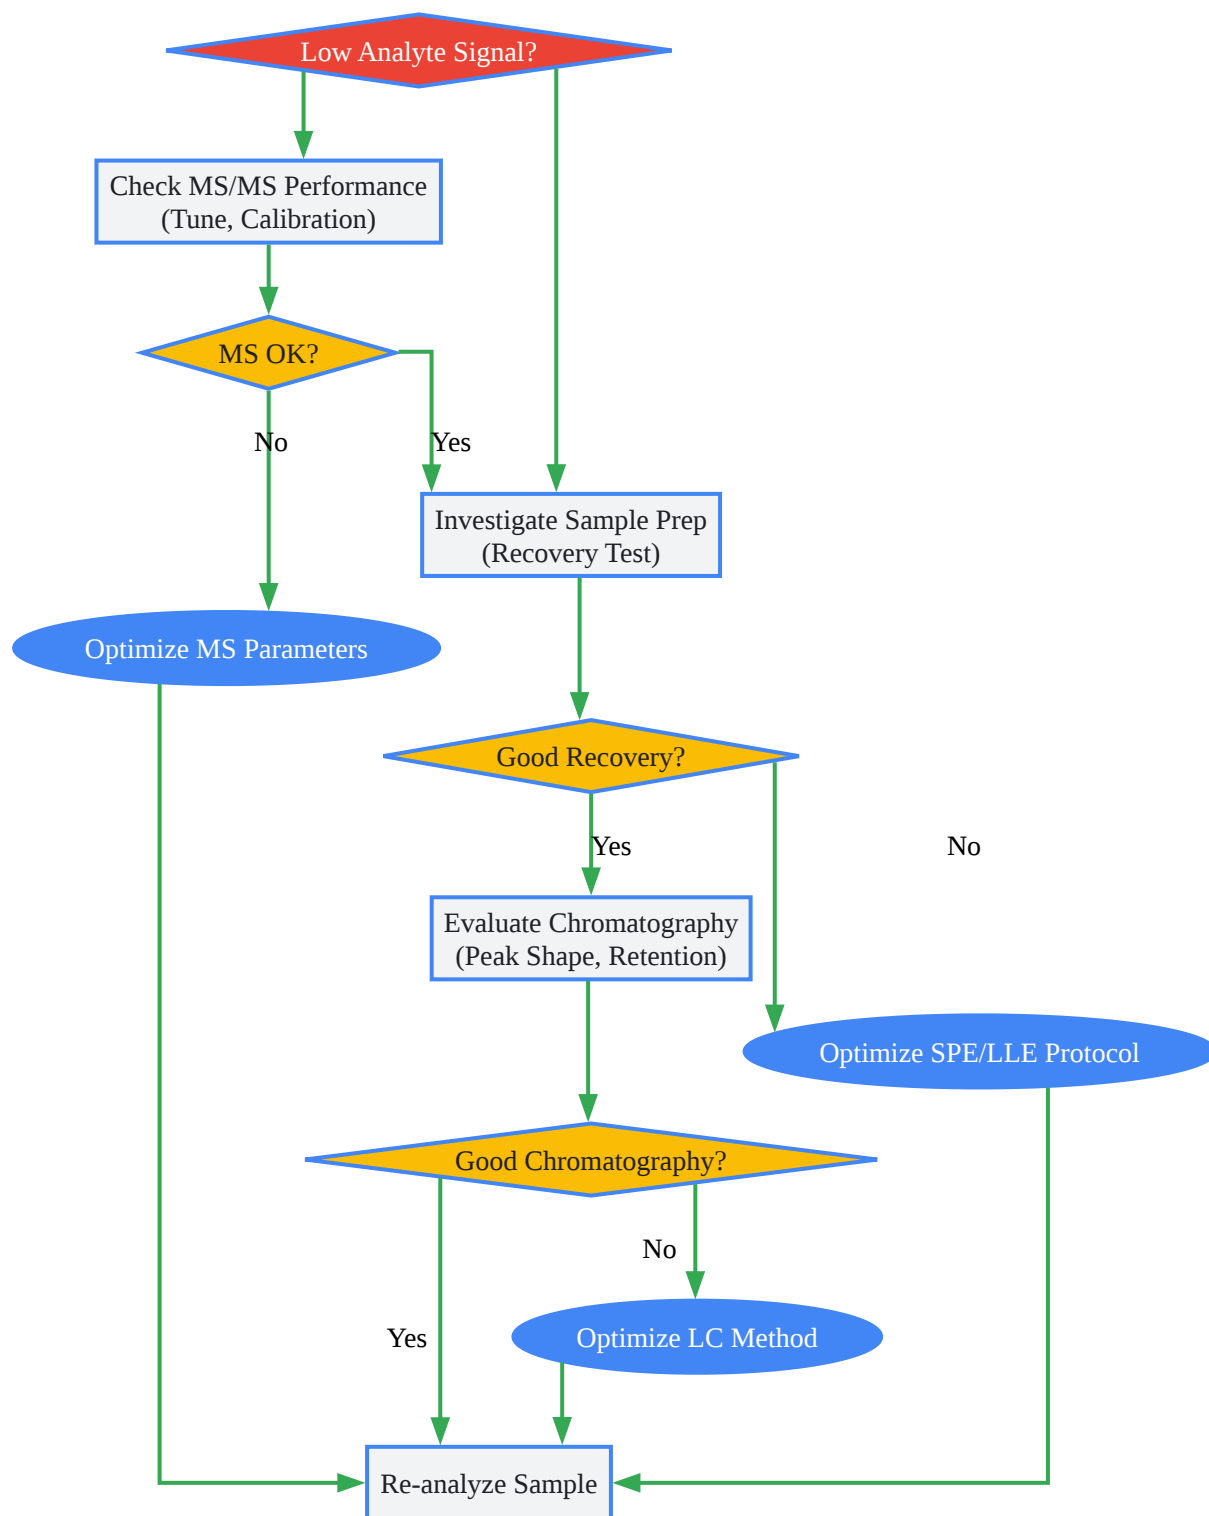 Low Analyte Signal?
Check MS/MS Performance
(Tune, Calibration)
MS OK?
No
Yes
Investigate Sample Prep
(Recovery Test)
Optimize MS Parameters
Good Recovery?
Yes
No
Evaluate Chromatography
(Peak Shape, Retention)
Optimize SPE/LLE Protocol
Good Chromatography?
No
Yes
Optimize LC Method
Re-analyze Sample